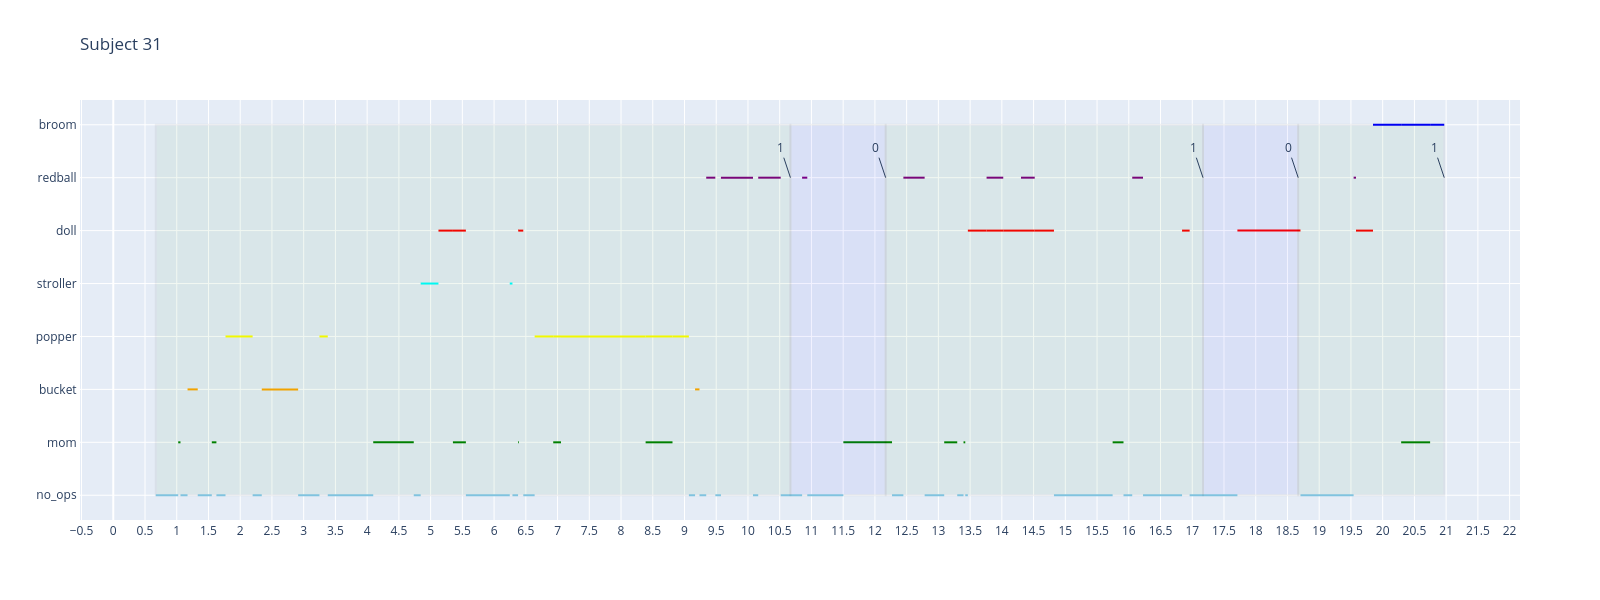 Subject 31
broom
1 0 1 0 1
redball
doll
stroller
popper
bucket
mom
no_ops
−0.5 0 0.5 1 1.5 2 2.5 3 3.5 4 4.5 5 5.5 6 6.5 7 7.5 8 8.5 9 9.5 10 10.5 11 11.5 12 12.5 13 13.5 14 14.5 15 15.5 16 16.5 17 17.5 18 18.5 19 19.5 20 20.5 21 21.5 22